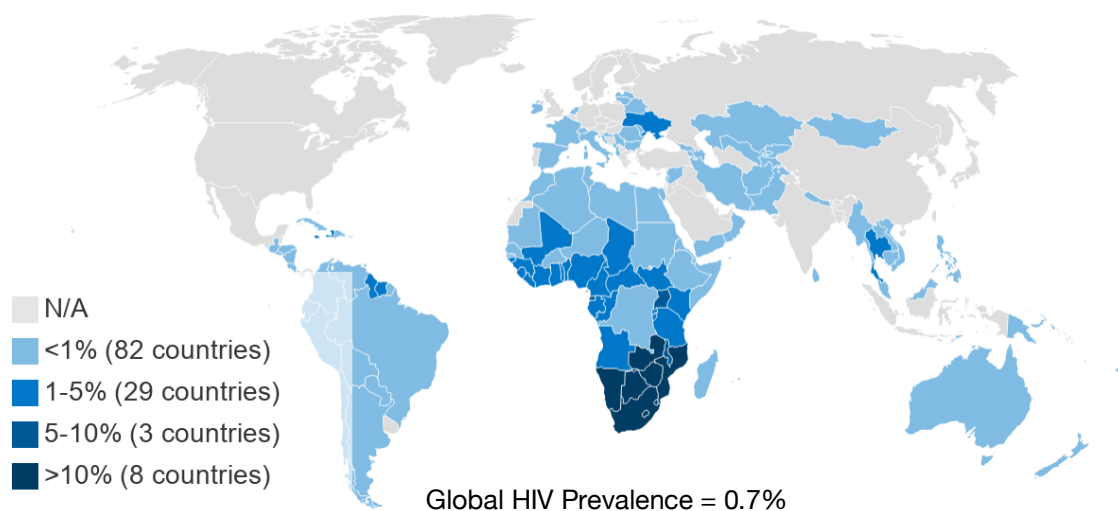 N/A
<1% (82 countries)
1-5% (29 countries)
5-10% (3 countries)
>10% (8 countries)
Global HIV Prevalence = 0.7%